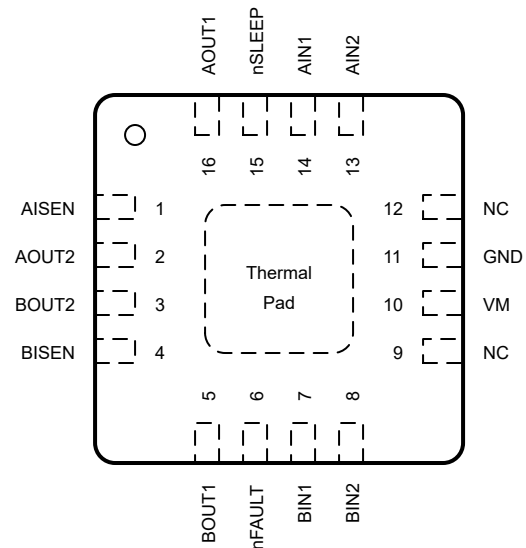 AOUT1 nSLEEP AIN1 AIN2
16 15 14 13
AISEN 1 12 NC
AOUT2 2 11 GND
Thermal
BOUT2 3 10 VM
Pad
BISEN 4 9 NC
5 6 7 8
BOUT1 nFAULT BIN1 BIN2